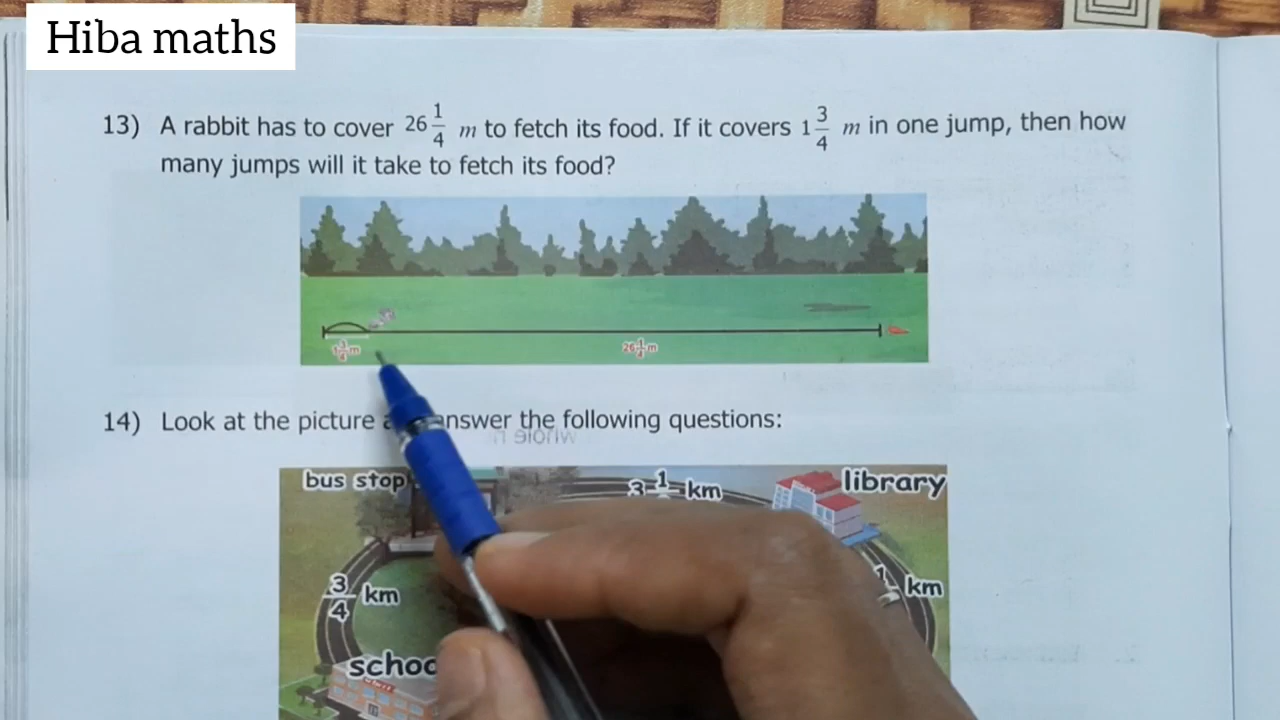 Hiba maths
13) A rabbit has to cover 26 1/4 m to fetch its food. If it covers 1 3/4 m in one jump, then how
many jumps will it take to fetch its food?
1 3/4 m
26 1/4 m
14) Look at the picture answer the following questions:
bus stop
km
library
3/4 km
km